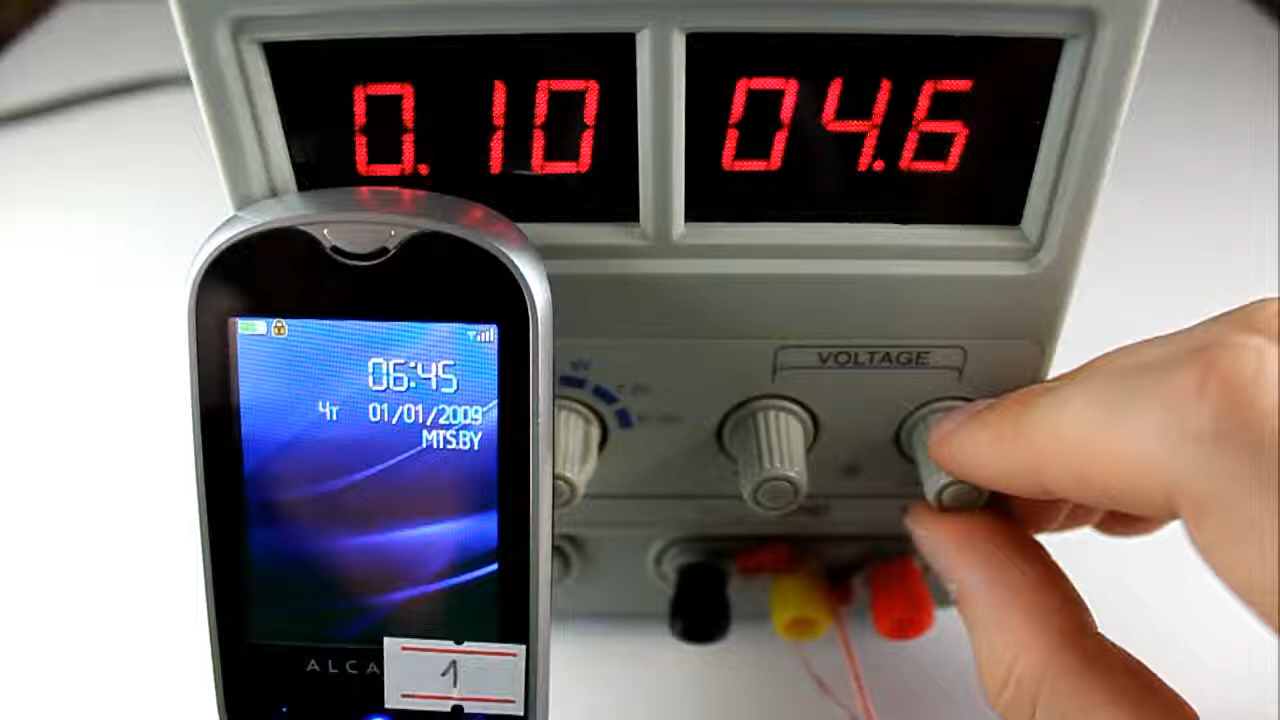 0.10
04.6
VOLTAGE
06:45
Чт 01/01/2009
MTS.BY
ALCA
1